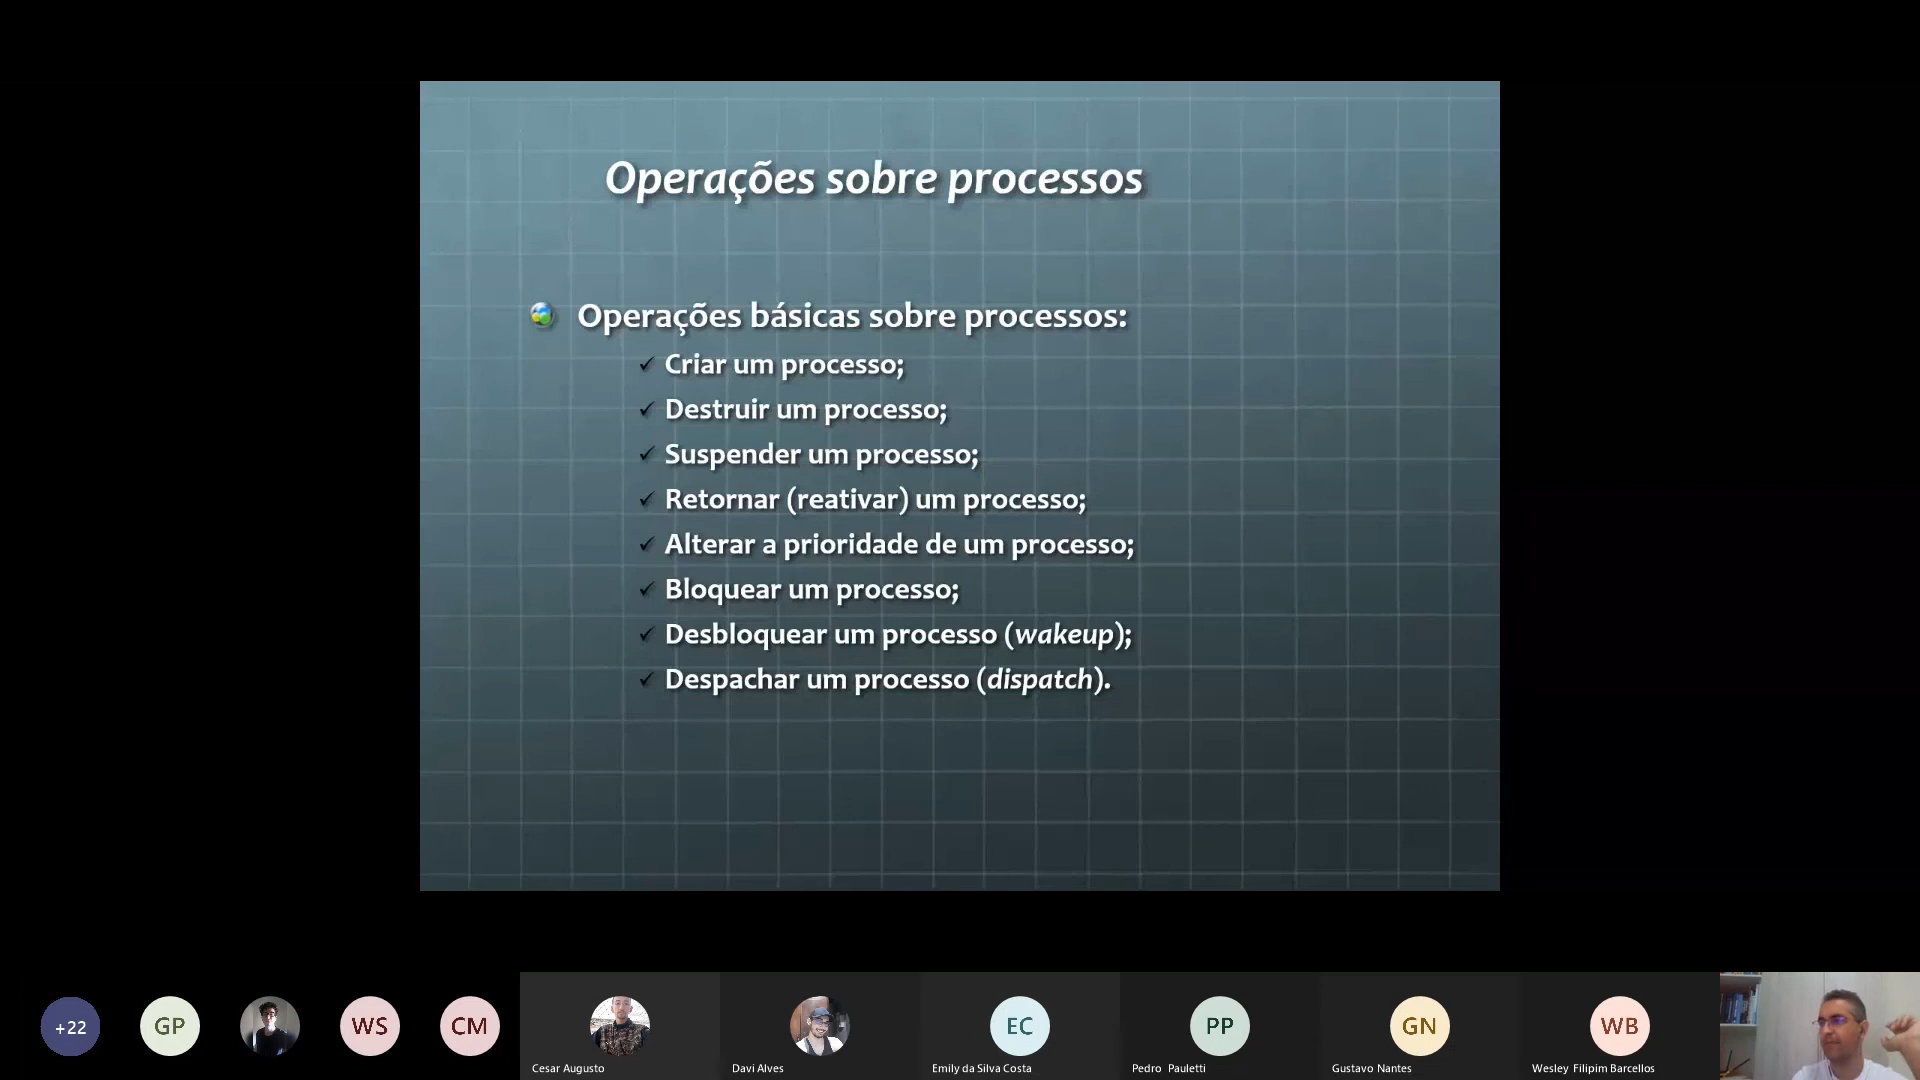 Operações sobre processos
Operações básicas sobre processos:
Criar um processo;
Destruir um processo;
Suspender um processo;
Retornar (reativar) um processo;
Alterar a prioridade de um processo;
Bloquear um processo;
Desbloquear um processo (wakeup);
Despachar um processo (dispatch).
+22
GP
WS
CM
EC
PP
GN
WB
Cesar Augusto
Davi Alves
Emily da Silva Costa
Pedro Pauletti
Gustavo Nantes
Wesley Filipim Barcellos